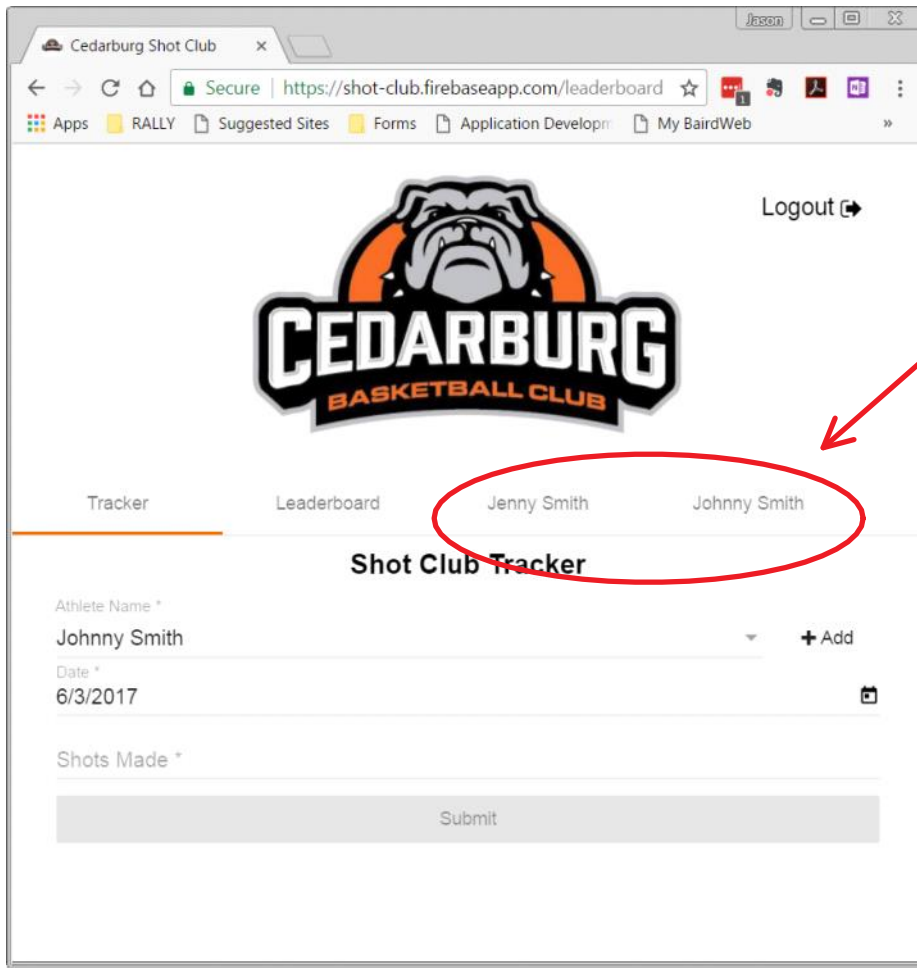 Jason
Cedarburg Shot Club
Secure https://shot-club.firebaseapp.com/leaderboard
1
Apps RALLY Suggested Sites Forms Application Developm My BairdWeb »
Logout
CEDARBURG
BASKETBALL CLUB
Tracker Leaderboard Jenny Smith Johnny Smith
Shot Club Tracker
Athlete Name *
Johnny Smith
+ Add
Date *
6/3/2017
Shots Made *
Submit